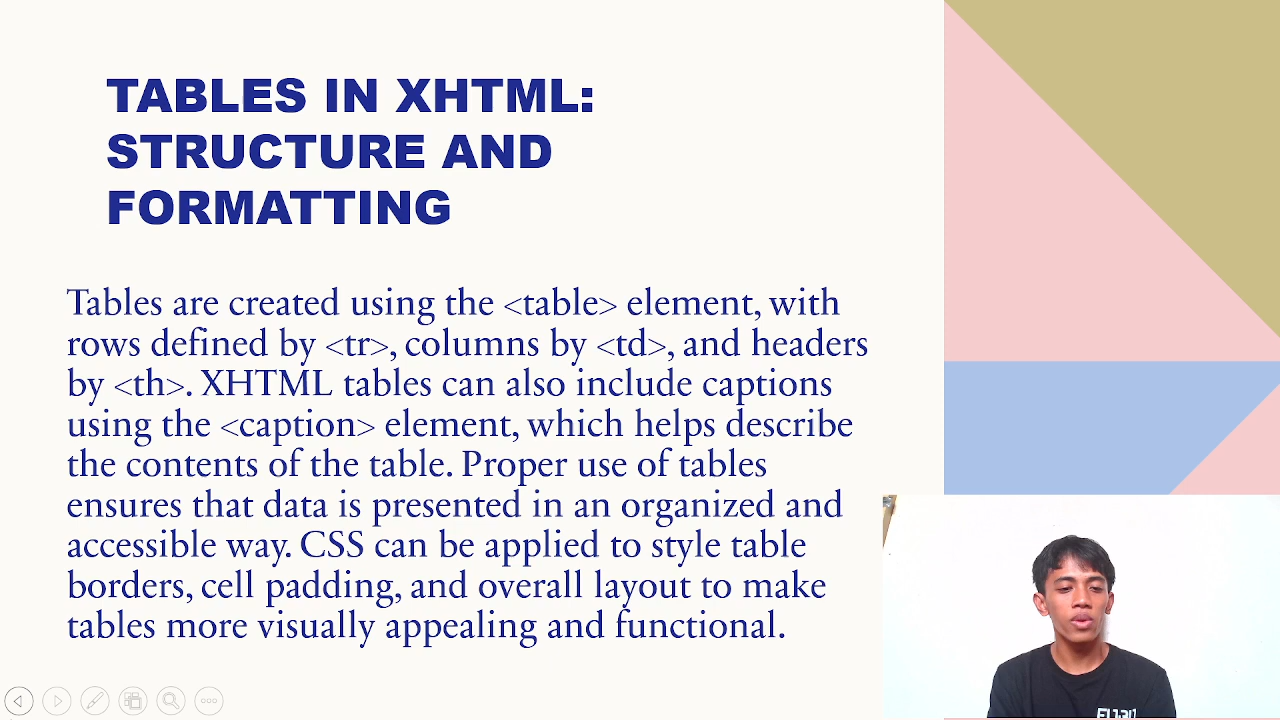 TABLES IN XHTML:
STRUCTURE AND
FORMATTING
Tables are created using the <table> element, with
rows defined by <tr>, columns by <td>, and headers
by <th>. XHTML tables can also include captions
using the <caption> element, which helps describe
the contents of the table. Proper use of tables
ensures that data is presented in an organized and
accessible way. CSS can be applied to style table
borders, cell padding, and overall layout to make
tables more visually appealing and functional.